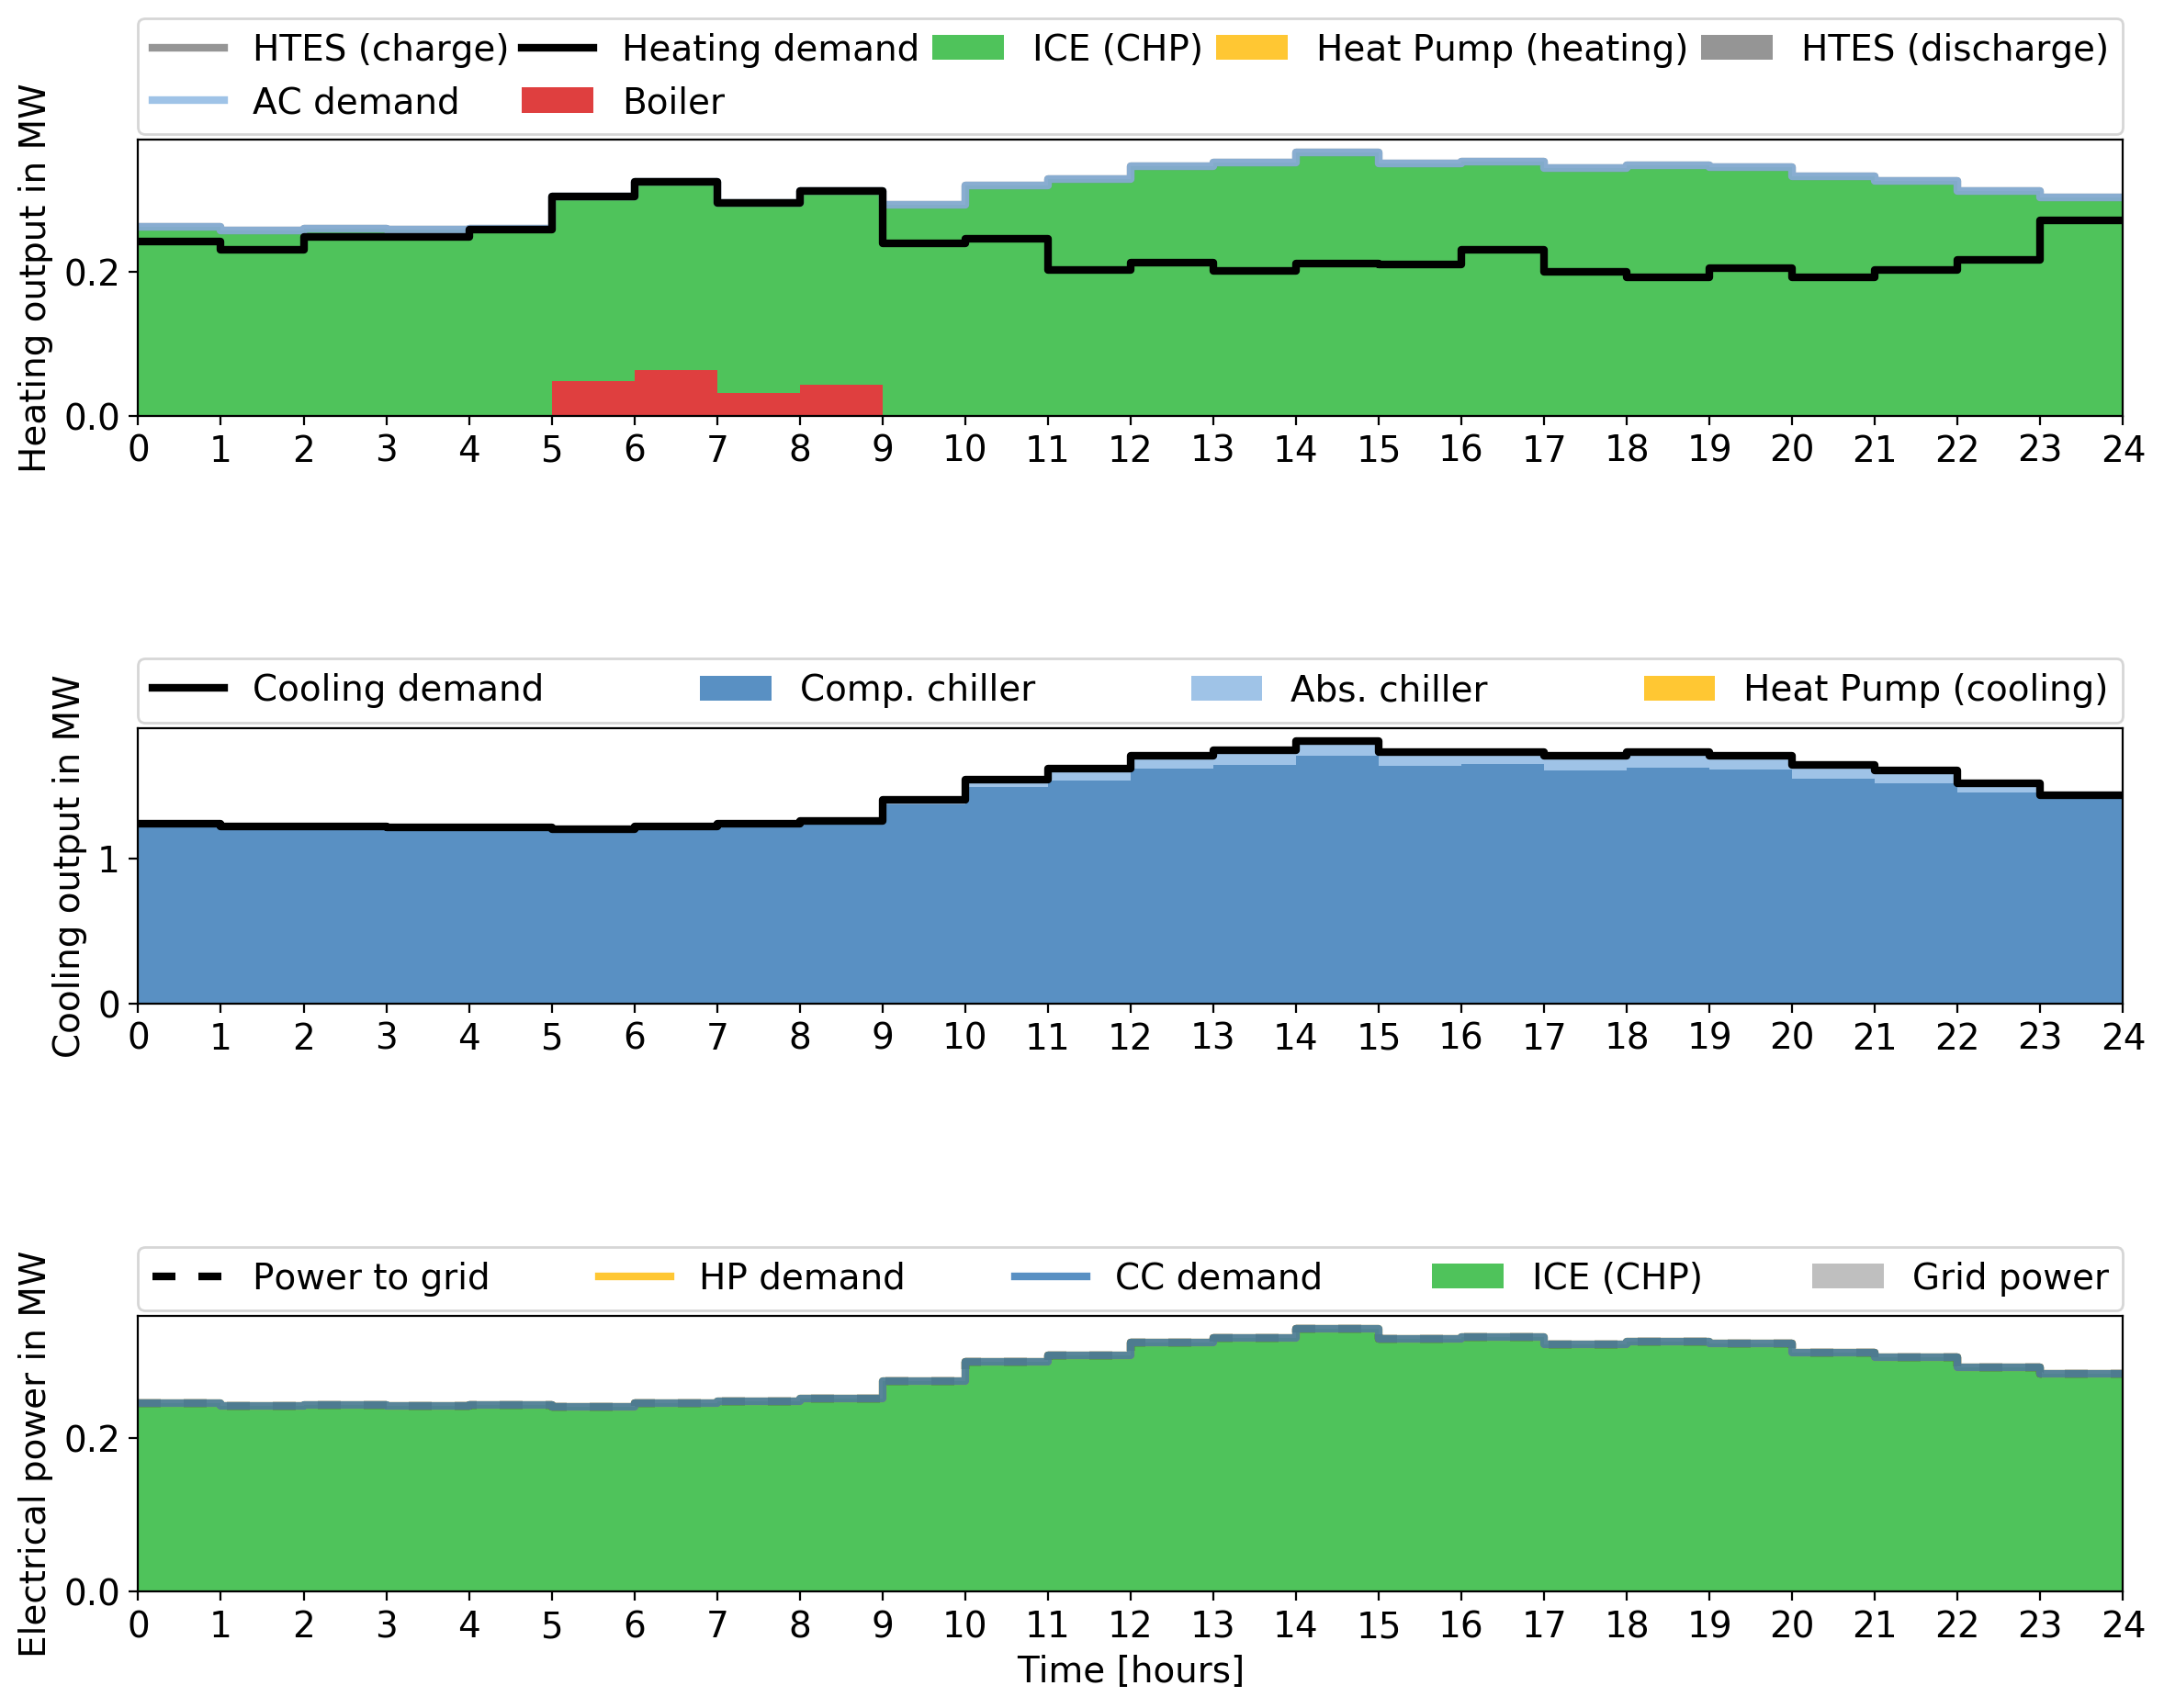 HTES (charge) Heating demand ICE (CHP) Heat Pump (heating) HTES (discharge)
AC demand Boiler
Heating output in MW
0.2
0.0
0 1 2 3 4 5 6 7 8 9 10 11 12 13 14 15 16 17 18 19 20 21 22 23 24
Cooling demand Comp. chiller Abs. chiller Heat Pump (cooling)
Cooling output in MW
1
0
0 1 2 3 4 5 6 7 8 9 10 11 12 13 14 15 16 17 18 19 20 21 22 23 24
Power to grid HP demand CC demand ICE (CHP) Grid power
Electrical power in MW
0.2
0.0
0 1 2 3 4 5 6 7 8 9 10 11 12 13 14 15 16 17 18 19 20 21 22 23 24
Time [hours]